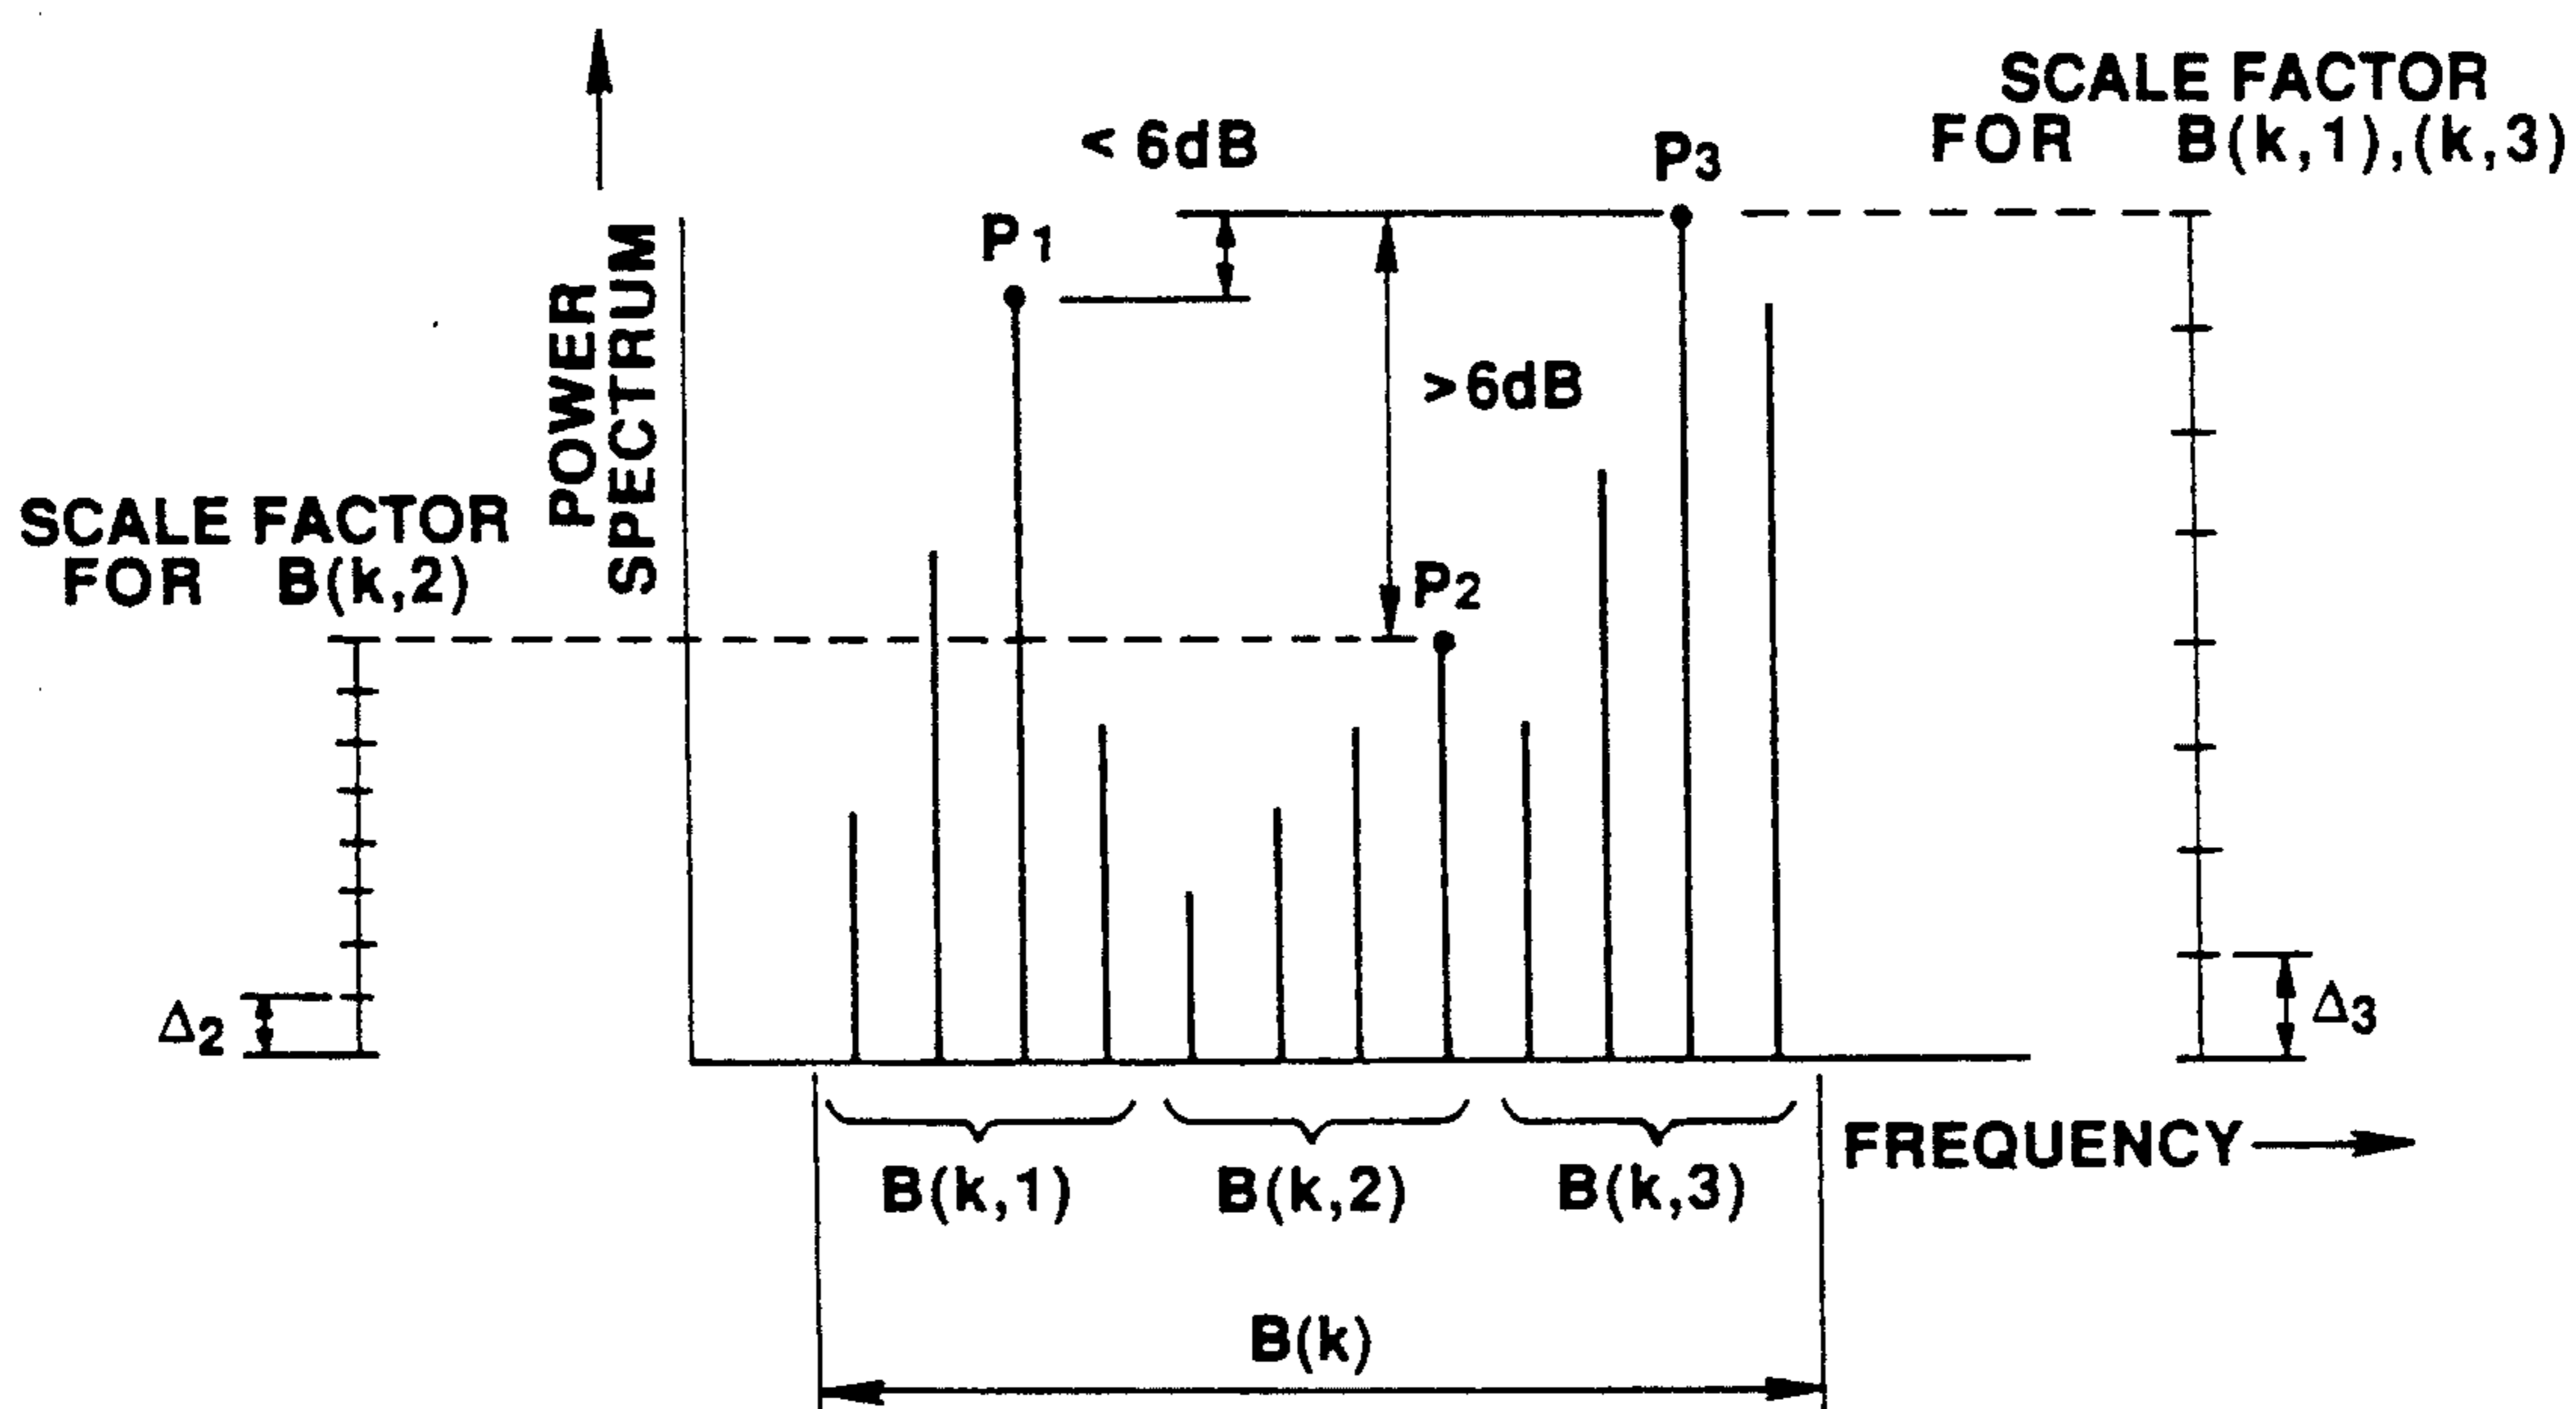 SCALE FACTOR
FOR B(k,1),(k,3)
< 6dB
P3
P1
POWER
SPECTRUM
>6dB
SCALE FACTOR
FOR B(k,2)
P2
Δ2
Δ3
FREQUENCY
B(k,1)
B(k,2)
B(k,3)
B(k)